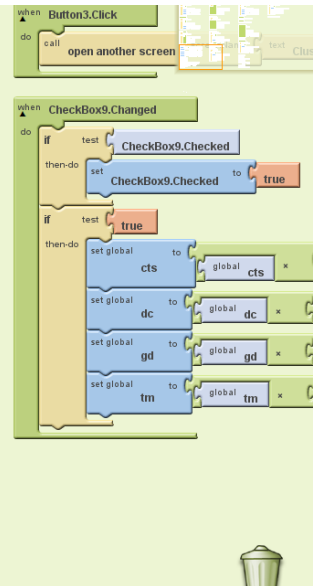 when Button3.Click
do call
open another screen
text
Clus
when CheckBox9.Changed
do if test CheckBox9.Checked
then-do set CheckBox9.Checked to true
if test true
then-do set global cts to global cts ×
set global dc to global dc ×
set global gd to global gd ×
set global tm to global tm ×